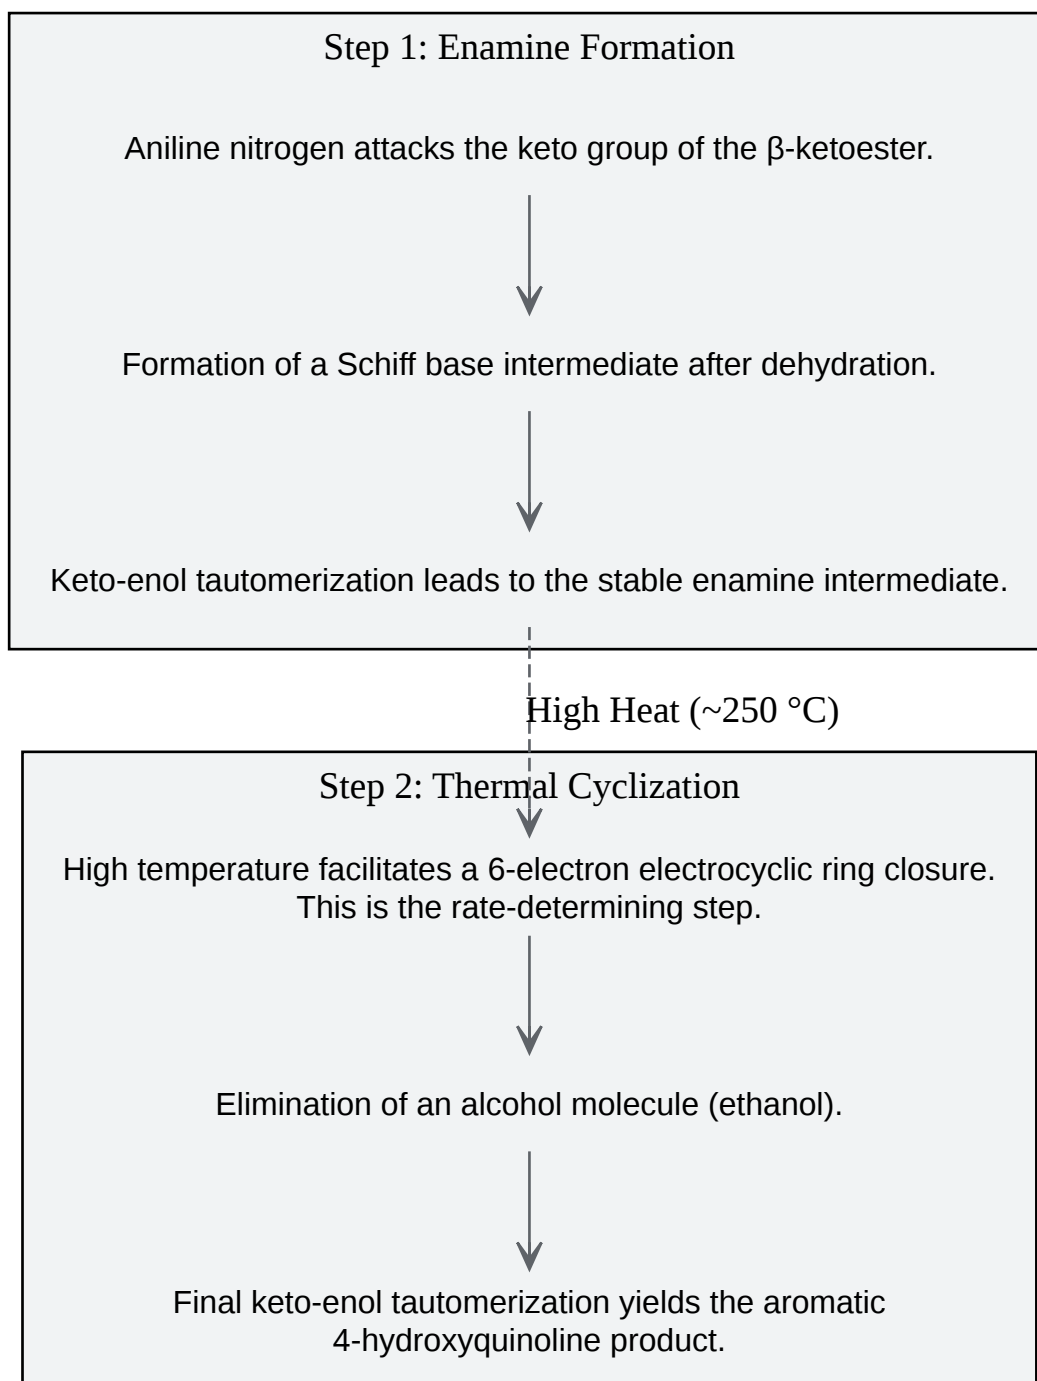 Step 1: Enamine Formation
Aniline nitrogen attacks the keto group of the β-ketoester.
Formation of a Schiff base intermediate after dehydration.
Keto-enol tautomerization leads to the stable enamine intermediate.
High Heat (~250 °C)
Step 2: Thermal Cyclization
High temperature facilitates a 6-electron electrocyclic ring closure.
This is the rate-determining step.
Elimination of an alcohol molecule (ethanol).
Final keto-enol tautomerization yields the aromatic
4-hydroxyquinoline product.